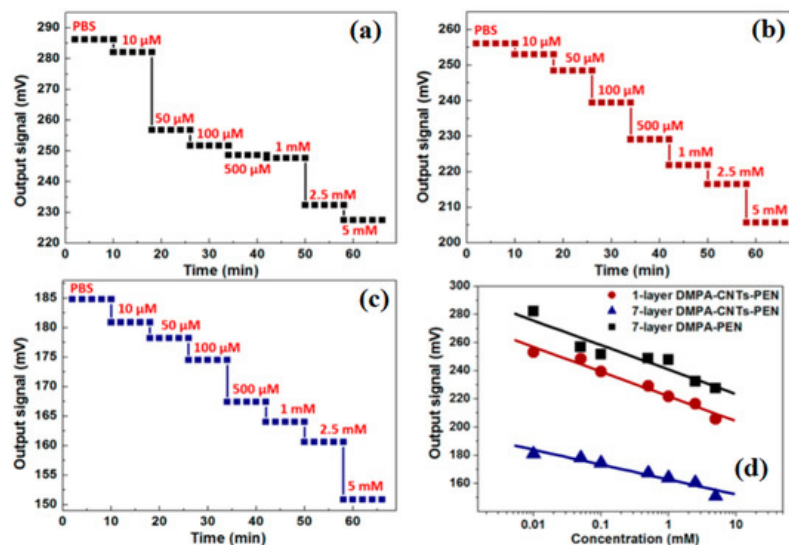 (a)
PBS
10 µM
50 µM
100 µM
500 µM
1 mM
2.5 mM
5 mM
Output signal (mV)
290
280
270
260
250
240
230
220
0 10 20 30 40 50 60
Time (min)
(b)
PBS
10 µM
50 µM
100 µM
500 µM
1 mM
2.5 mM
5 mM
Output signal (mV)
260
250
240
230
220
210
200
0 10 20 30 40 50 60
Time (min)
(c)
PBS
10 µM
50 µM
100 µM
500 µM
1 mM
2.5 mM
5 mM
Output signal (mV)
185
180
175
170
165
160
155
150
0 10 20 30 40 50 60
Time (min)
1-layer DMPA-CNTs-PEN
7-layer DMPA-CNTs-PEN
7-layer DMPA-PEN
(d)
Output signal (mV)
300
280
260
240
220
200
180
160
0.01 0.1 1 10
Concentration (mM)